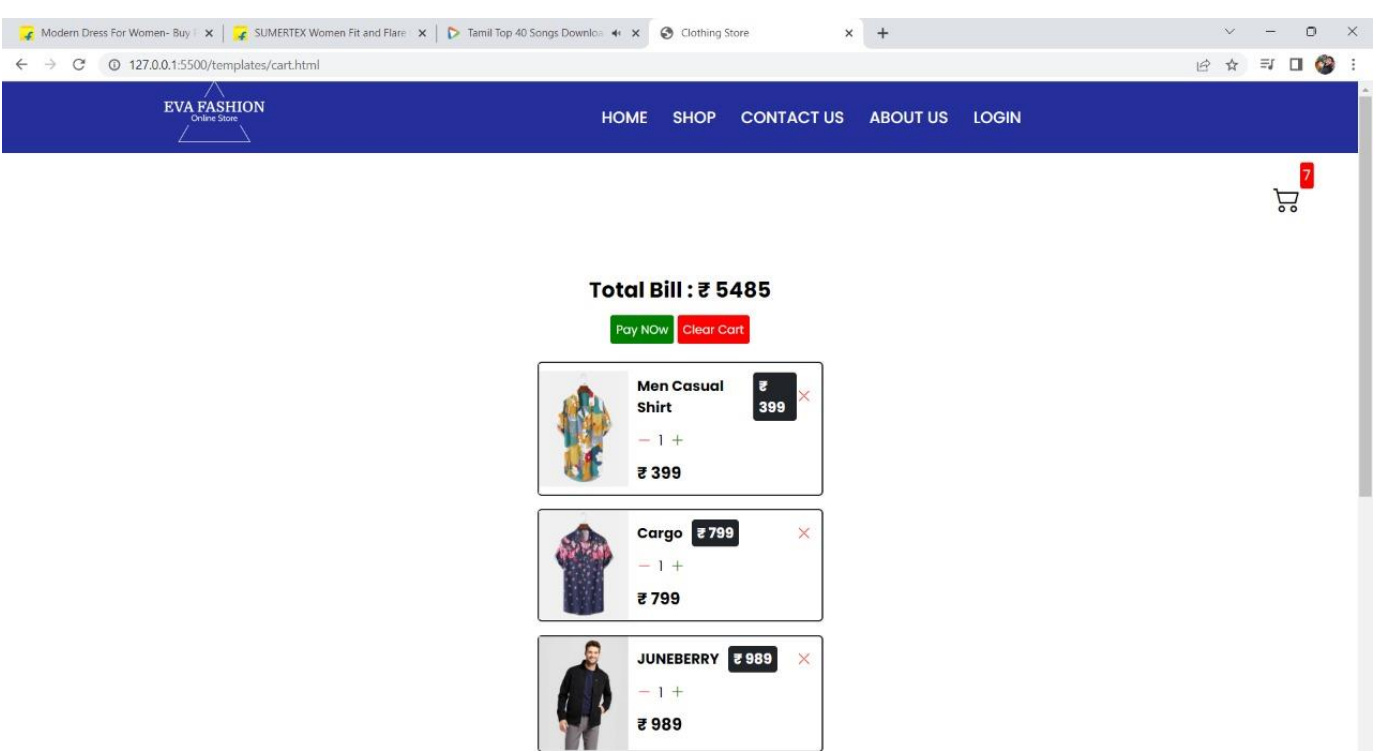 Modern Dress For Women- Buy
SUMERTEX Women Fit and Flare
Tamil Top 40 Songs Downloa
Clothing Store
127.0.0.1:5500/templates/cart.html
EVA FASHION
Online Store
HOME SHOP CONTACT US ABOUT US LOGIN
7
Total Bill : ₹ 5485
Pay NOw Clear Cart
Men Casual
Shirt
₹
399
1
₹ 399
Cargo ₹ 799
1
₹ 799
JUNEBERRY ₹ 989
1
₹ 989